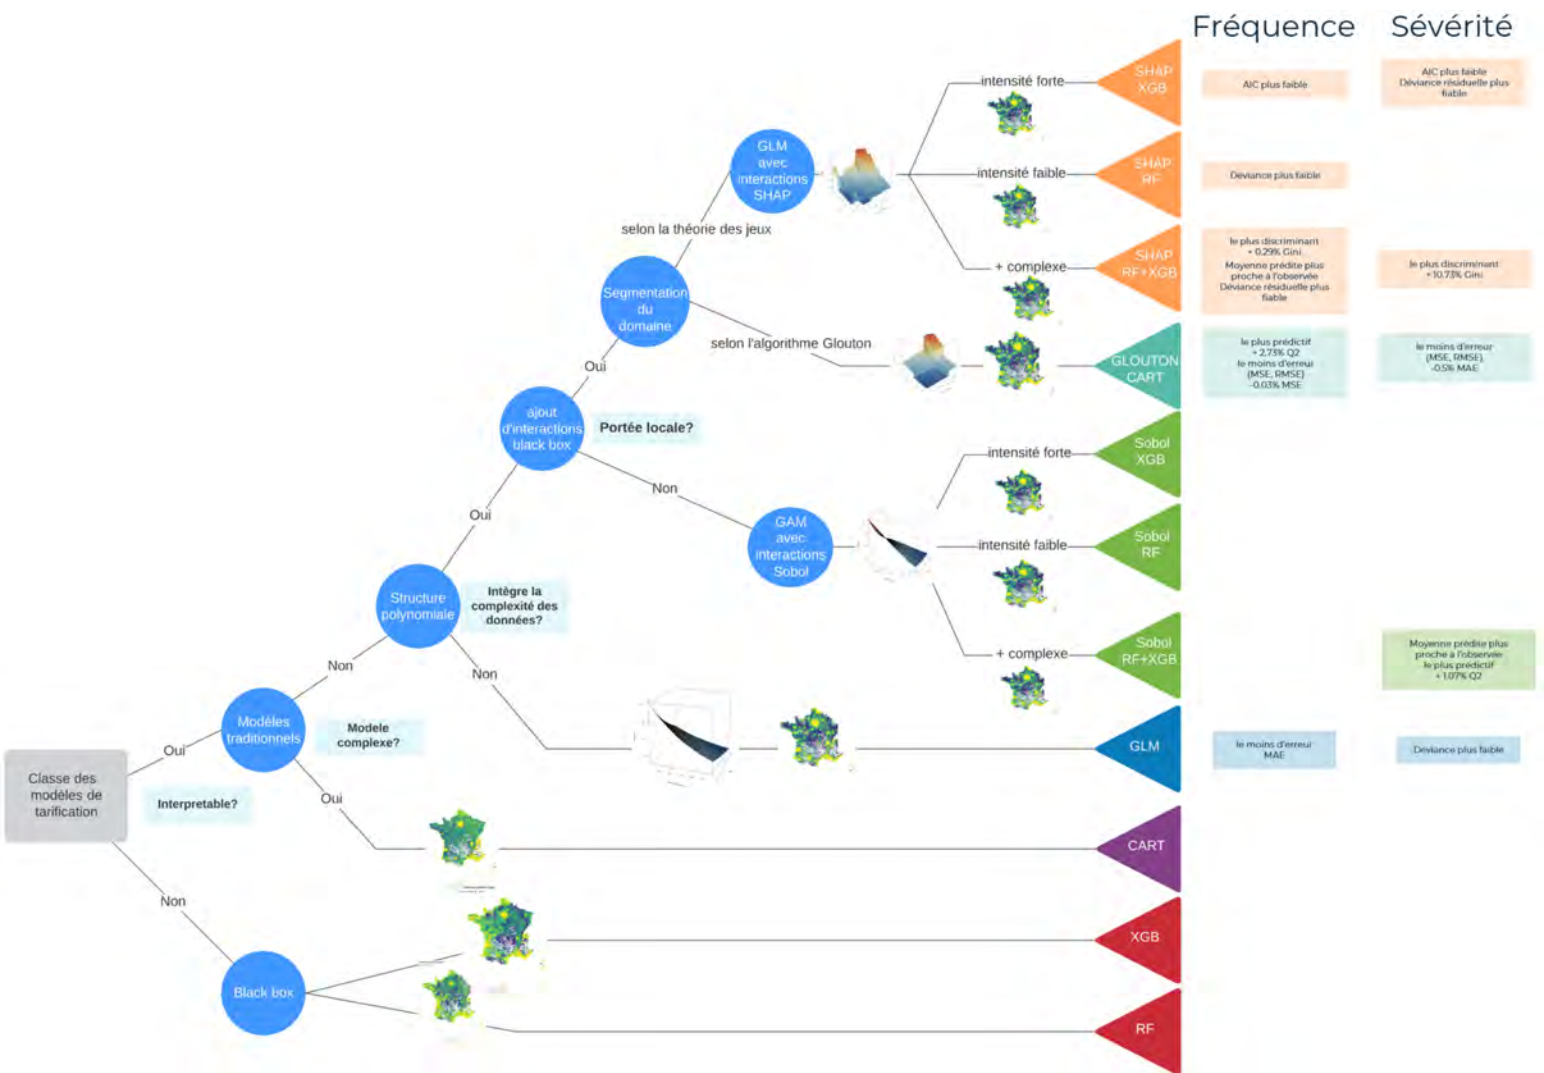 Fréquence
Sévérité
intensité forte
SHAP
XGB
AIC plus faible
AIC plus faible
Déviance résiduelle plus
fiable
GLM
avec
interactions
SHAP
intensité faible
SHAP
RF
Deviance plus faible
selon la théorie des jeux
+ complexe
SHAP
RF+XGB
le plus discriminant
+ 0.29% Gini
Moyenne prédite plus
proche à l'observée
Déviance résiduelle plus
fiable
le plus discriminant
+ 10.73% Gini
Segmentation
du
domaine
selon l'algorithme Glouton
GLOUTON
CART
le plus prédictif
+ 2.73% Q2
le moins d'erreur
(MSE, RMSE)
-0.03% MSE
le moins d'erreur
(MSE, RMSE),
-0.5% MAE
Oui
ajout
d'interactions
black box
Portée locale?
Non
intensité forte
Sobol
XGB
Oui
GAM
avec
interactions
Sobol
intensité faible
Sobol
RF
Structure
polynomiale
Intègre la
complexité des
données?
+ complexe
Sobol
RF+XGB
Moyenne prédite plus
proche à l'observée
le plus prédictif
+ 1.07% Q2
Non
Non
Modèles
traditionnels
Modele
complexe?
GLM
le moins d'erreur
MAE
Deviance plus faible
Oui
Classe des
modèles de
tarification
Interpretable?
Oui
CART
Non
XGB
Black box
RF